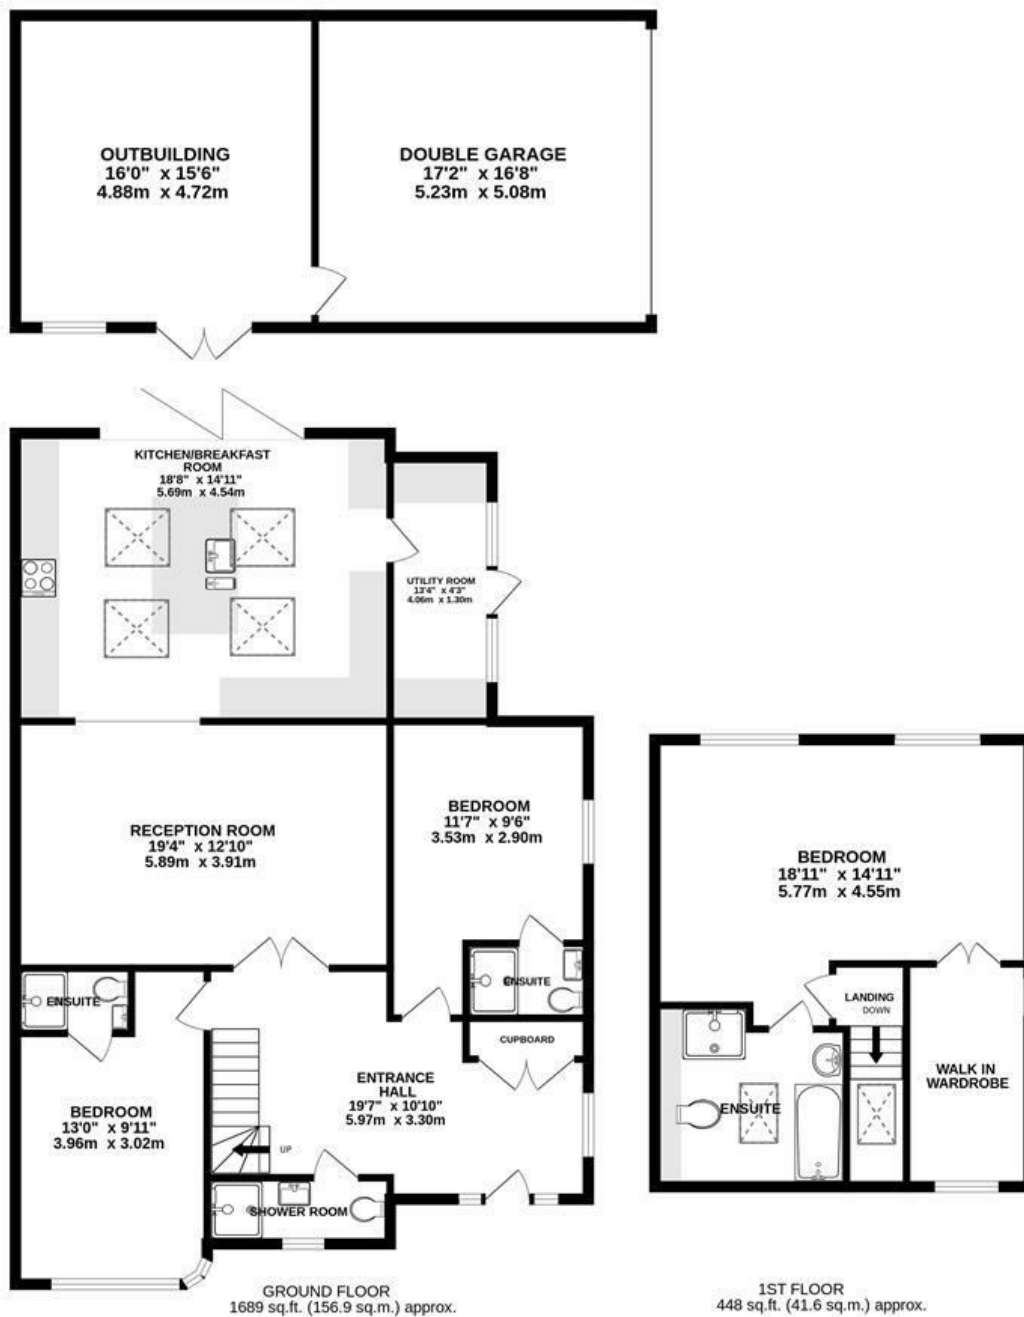 OUTBUILDING
16'0" x 15'6"
4.88m x 4.72m
DOUBLE GARAGE
17'2" x 16'8"
5.23m x 5.08m
KITCHEN/BREAKFAST
ROOM
18'8" x 14'11"
5.69m x 4.54m
UTILITY ROOM
13'4" x 4'3"
4.06m x 1.30m
RECEPTION ROOM
19'4" x 12'10"
5.89m x 3.91m
BEDROOM
11'7" x 9'6"
3.53m x 2.90m
ENSUITE
CUPBOARD
ENSUITE
ENTRANCE
HALL
19'7" x 10'10"
5.97m x 3.30m
BEDROOM
13'0" x 9'11"
3.96m x 3.02m
UP
SHOWER ROOM
GROUND FLOOR
1689 sq.ft. (156.9 sq.m.) approx.
BEDROOM
18'11" x 14'11"
5.77m x 4.55m
LANDING
DOWN
WALK IN
WARDROBE
ENSUITE
1ST FLOOR
448 sq.ft. (41.6 sq.m.) approx.